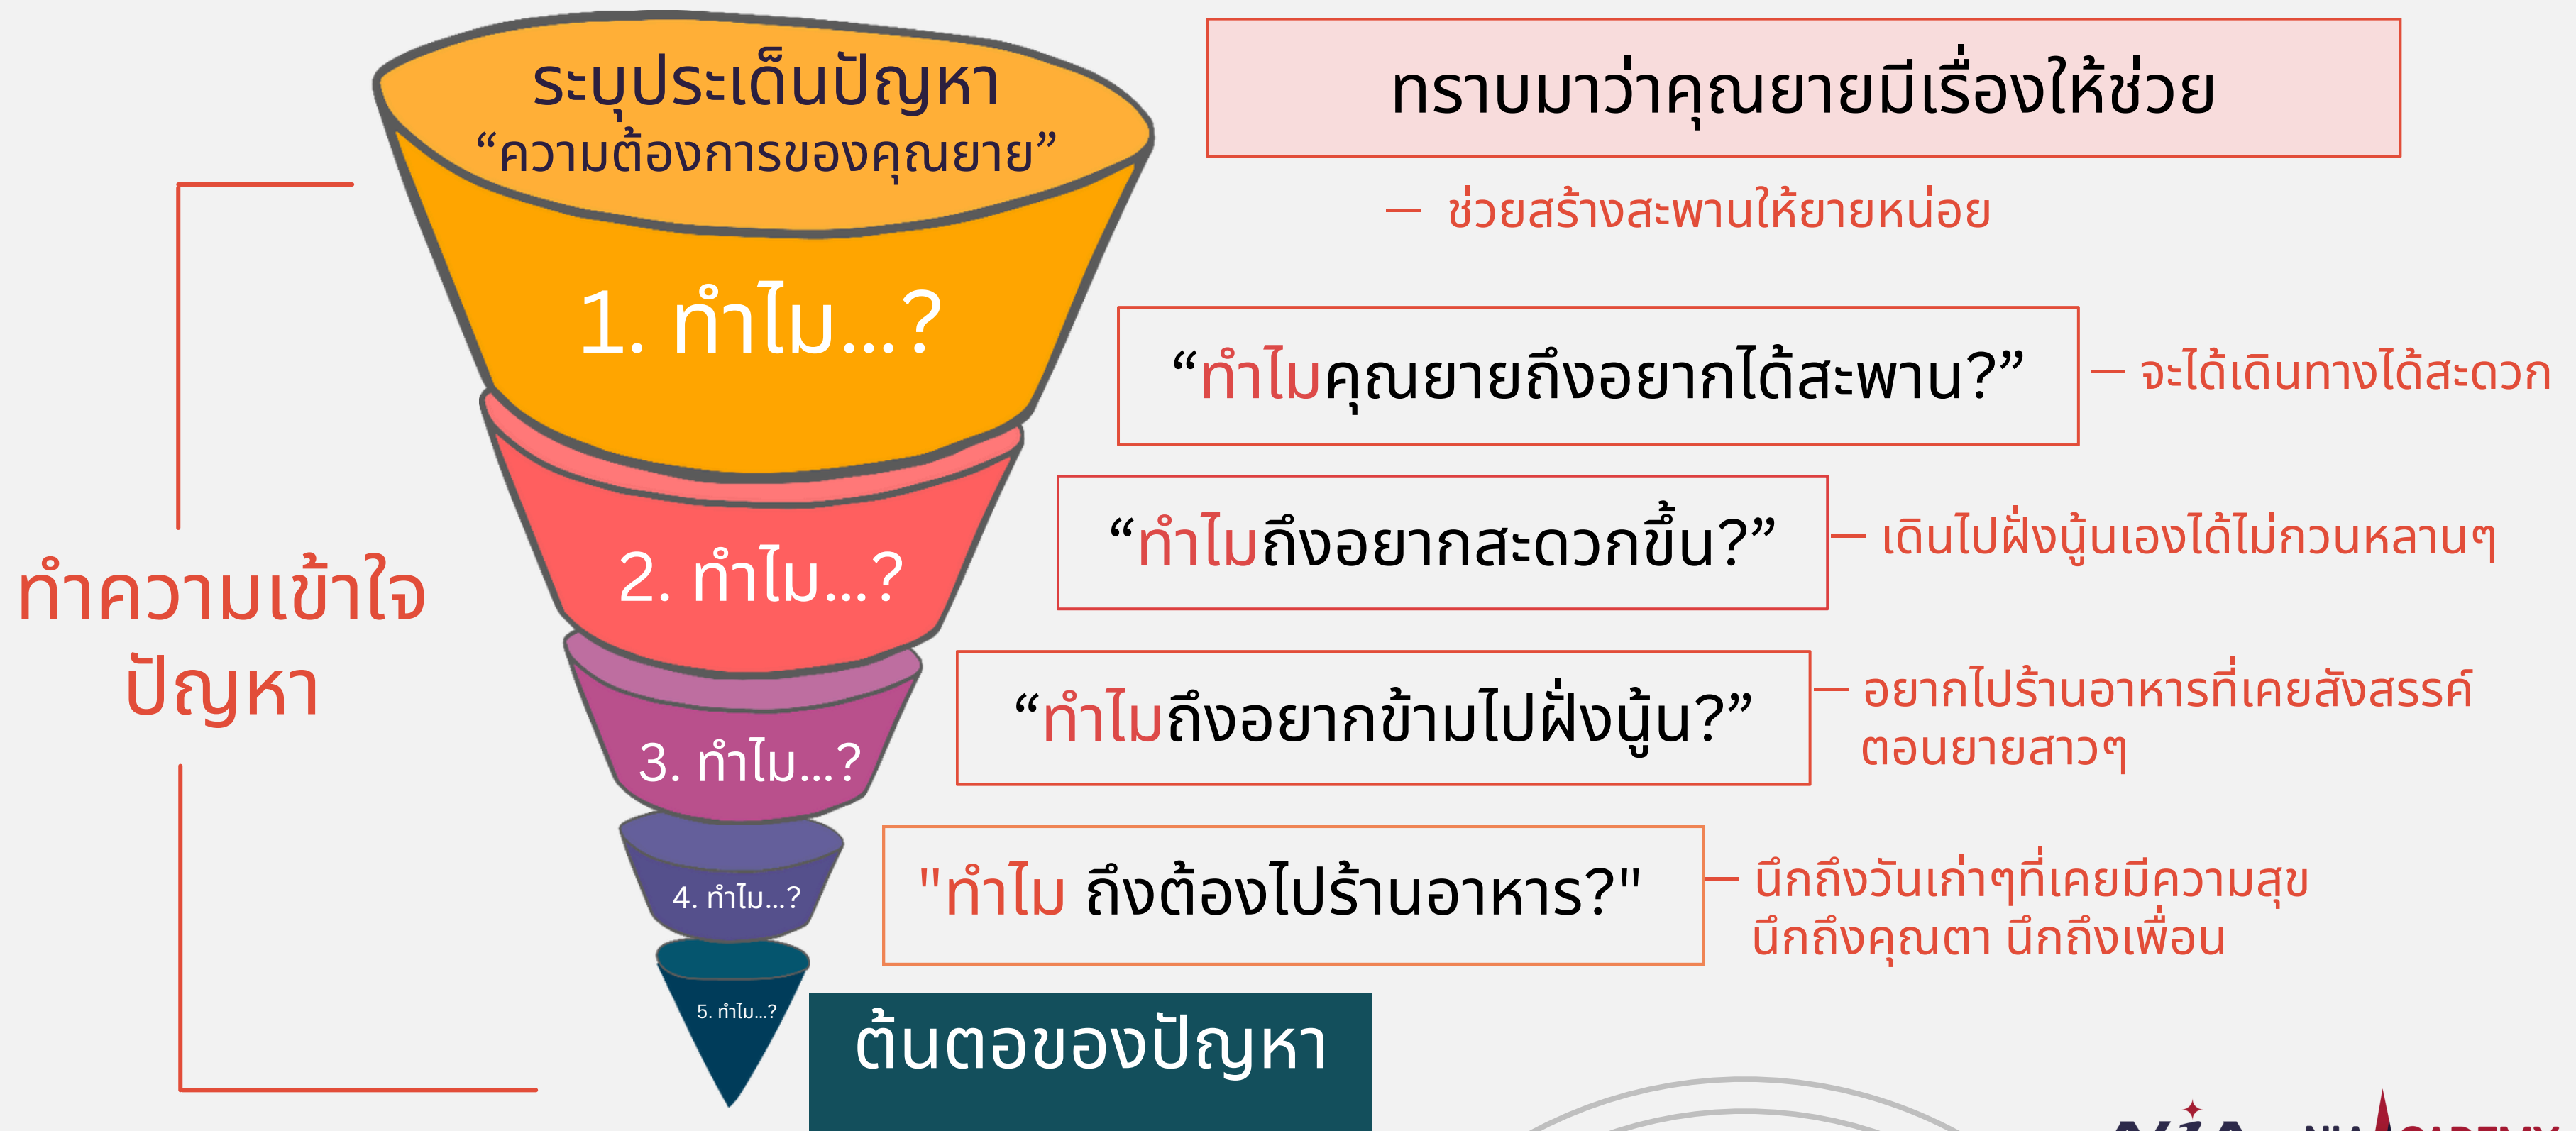 ระบุประเด็นปัญหา
“ความต้องการของคุณยาย”
ทราบมาว่าคุณยายมีเรื่องให้ช่วย
— ช่วยสร้างสะพานให้ยายหน่อย
1. ทำไม...?
“ทำไมคุณยายถึงอยากได้สะพาน?”
— จะได้เดินทางได้สะดวก
2. ทำไม...?
“ทำไมถึงอยากสะดวกขึ้น?”
— เดินไปฝั่งนู้นเองได้ไม่กวนหลานๆ
ทำความเข้าใจ
ปัญหา
3. ทำไม...?
“ทำไมถึงอยากข้ามไปฝั่งนู้น?”
— อยากไปร้านอาหารที่เคยสังสรรค์
ตอนยายสาวๆ
4. ทำไม...?
"ทำไม ถึงต้องไปร้านอาหาร?"
— นึกถึงวันเก่าๆที่เคยมีความสุข
นึกถึงคุณตา นึกถึงเพื่อน
5. ทำไม...?
ต้นตอของปัญหา